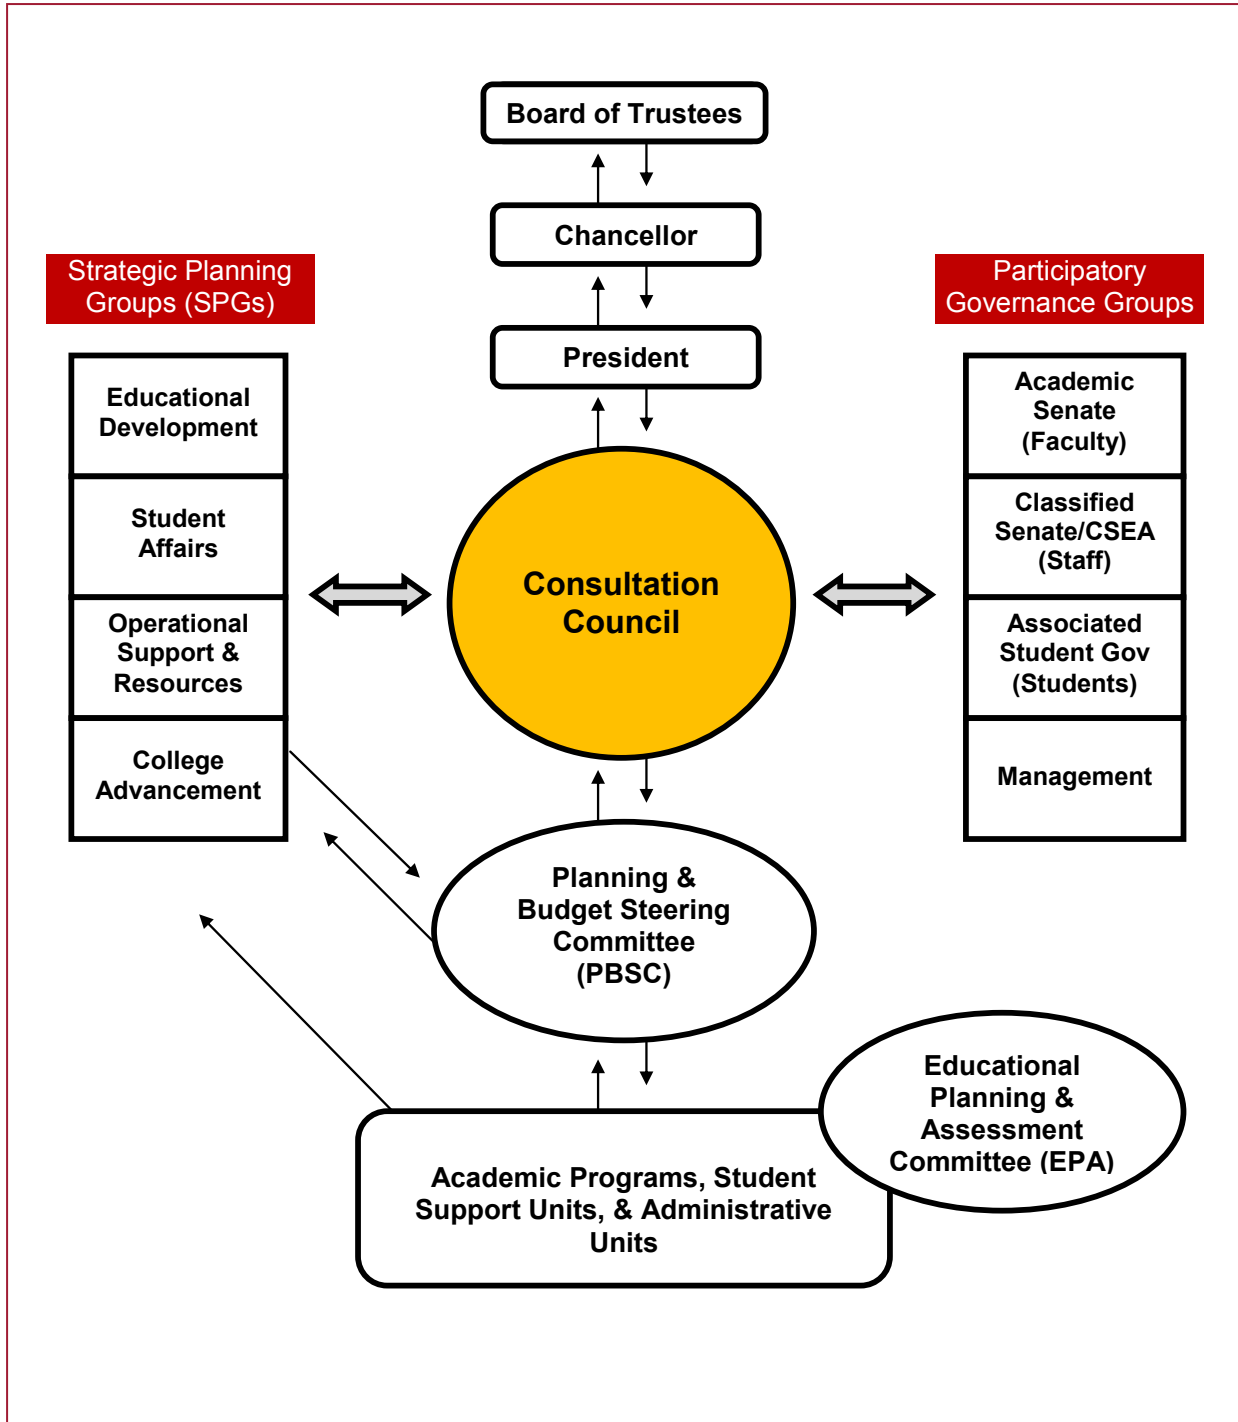 Board of Trustees
Chancellor
President
Strategic Planning
Groups (SPGs)
Educational
Development
Student
Affairs
Operational
Support &
Resources
College
Advancement
Consultation
Council
Participatory
Governance Groups
Academic
Senate
(Faculty)
Classified
Senate/CSEA
(Staff)
Associated
Student Gov
(Students)
Management
Planning &
Budget Steering
Committee
(PBSC)
Educational
Planning &
Assessment
Committee (EPA)
Academic Programs, Student
Support Units, & Administrative
Units